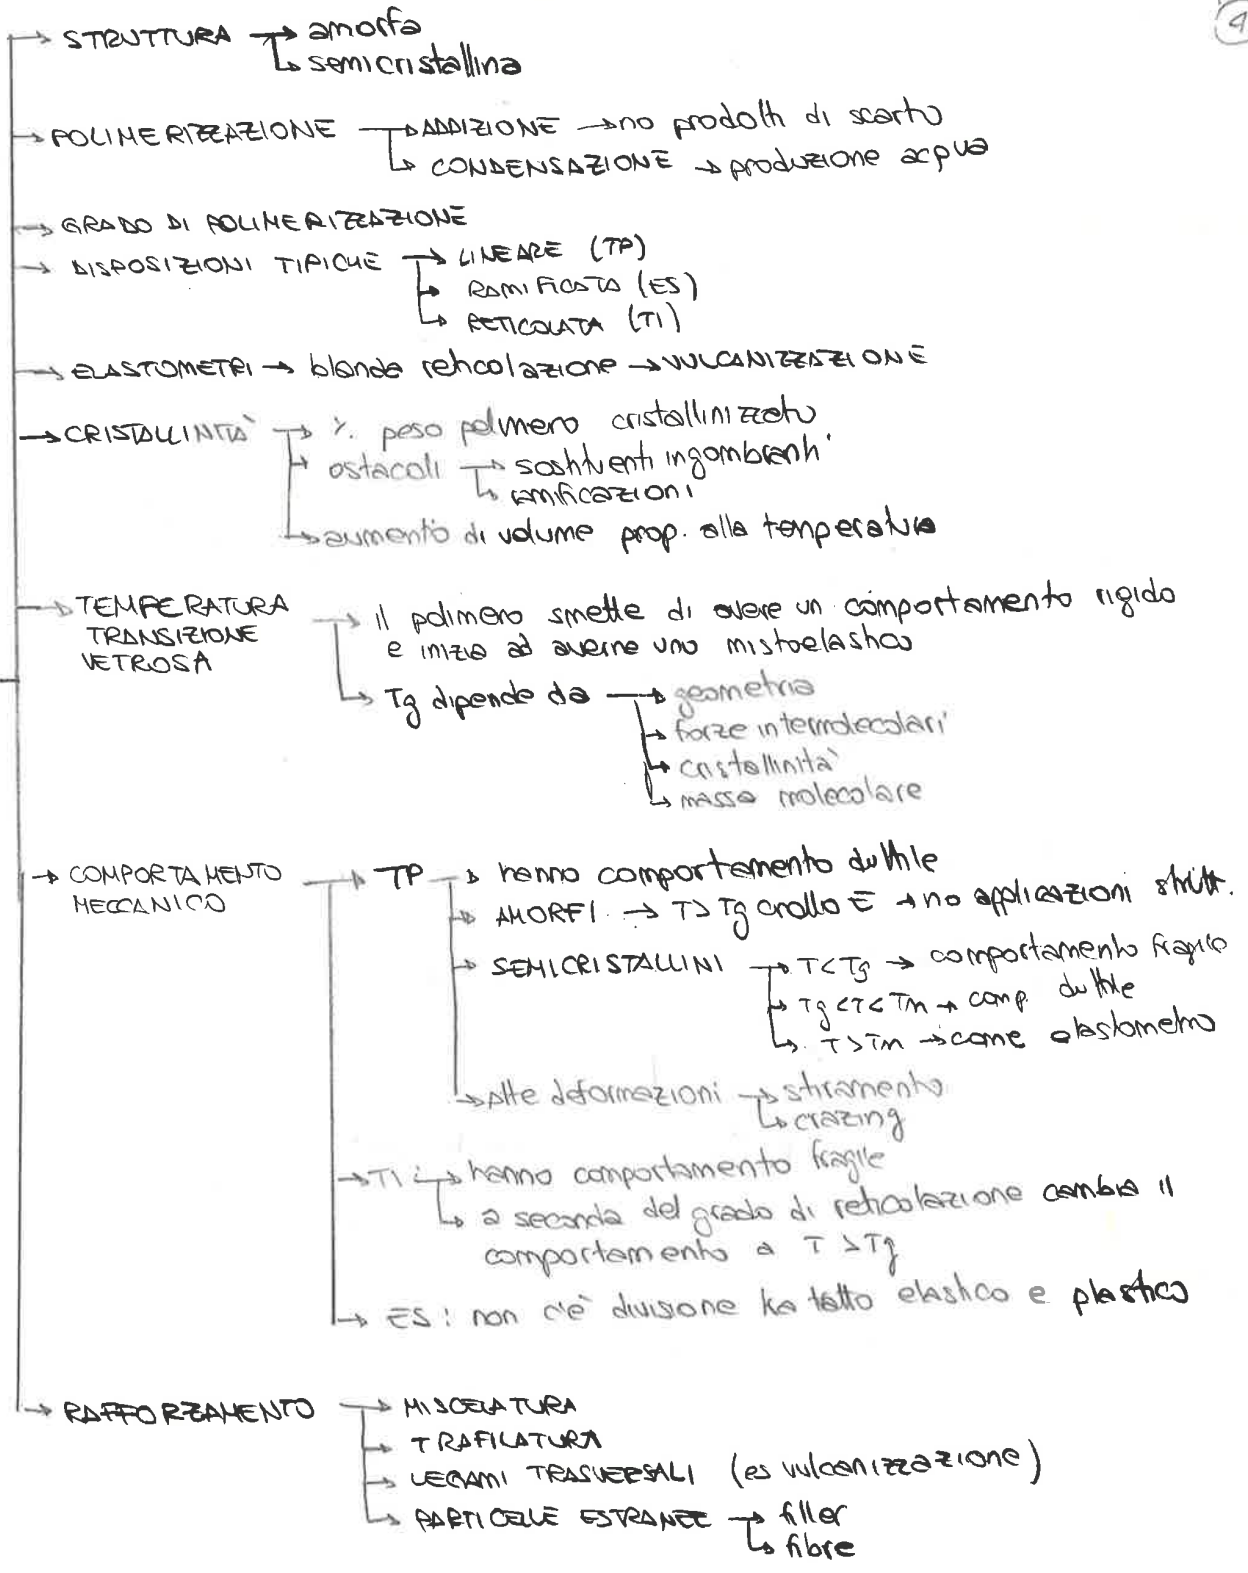 4
→ STRUTTURA → amorfa
↳ semicristallina
→ POLIMERIZZAZIONE → ADDIZIONE → no prodotti di scarto
↳ CONDENSAZIONE → produzione acqua
→ GRADO DI POLIMERIZZAZIONE
→ DISPOSIZIONI TIPICHE → LINEARE (TP)
→ RAMIFICATA (ES)
↳ RETICOLATA (TI)
→ ELASTOMETRI → blanda reticolazione → VULCANIZZAZIONE
→ CRISTALLINITÀ → % peso polimero cristallinizzato
→ ostacoli → sostituenti ingombranti
↳ ramificazioni
↳ aumento di volume prop. alla temperatura
→ TEMPERATURA
TRANSIZIONE
VETROSA
→ il polimero smette di avere un comportamento rigido
e inizia ad averne uno mistoelastico
↳ Tg dipende da → geometria
→ forze intermolecolari
→ cristallinità
↳ massa molecolare
→ COMPORTAMENTO
MECCANICO
→ TP → hanno comportamento duttile
→ AMORFI → T>Tg crollo E → no applicazioni strutt.
→ SEMICRISTALLINI → T<Tg → comportamento fragile
→ Tg<T<Tm → comp. duttile
↳ T>Tm → come elastometro
↳ alte deformazioni → stiramento
↳ crazing
→ TI: → hanno comportamento fragile
↳ a seconda del grado di reticolazione cambia il
comportamento a T>Tg
→ ES: non c'è divisione tra tatto elastico e plastico
→ RAFFORZAMENTO → MISCELATURA
→ TRAFILATURA
→ LEGAMI TRASVERSALI (es vulcanizzazione)
↳ PARTICELLE ESTRANEE → filler
↳ fibre